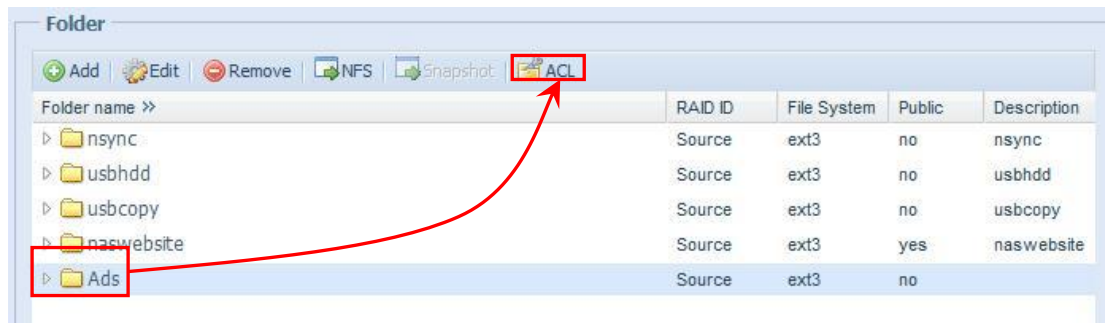 Folder
Add Edit Remove NFS Snapshot ACL
Folder name >> RAID ID File System Public Description
nsync Source ext3 no nsync
usbhdd Source ext3 no usbhdd
usbcopy Source ext3 no usbcopy
naswebsite Source ext3 yes naswebsite
Ads Source ext3 no